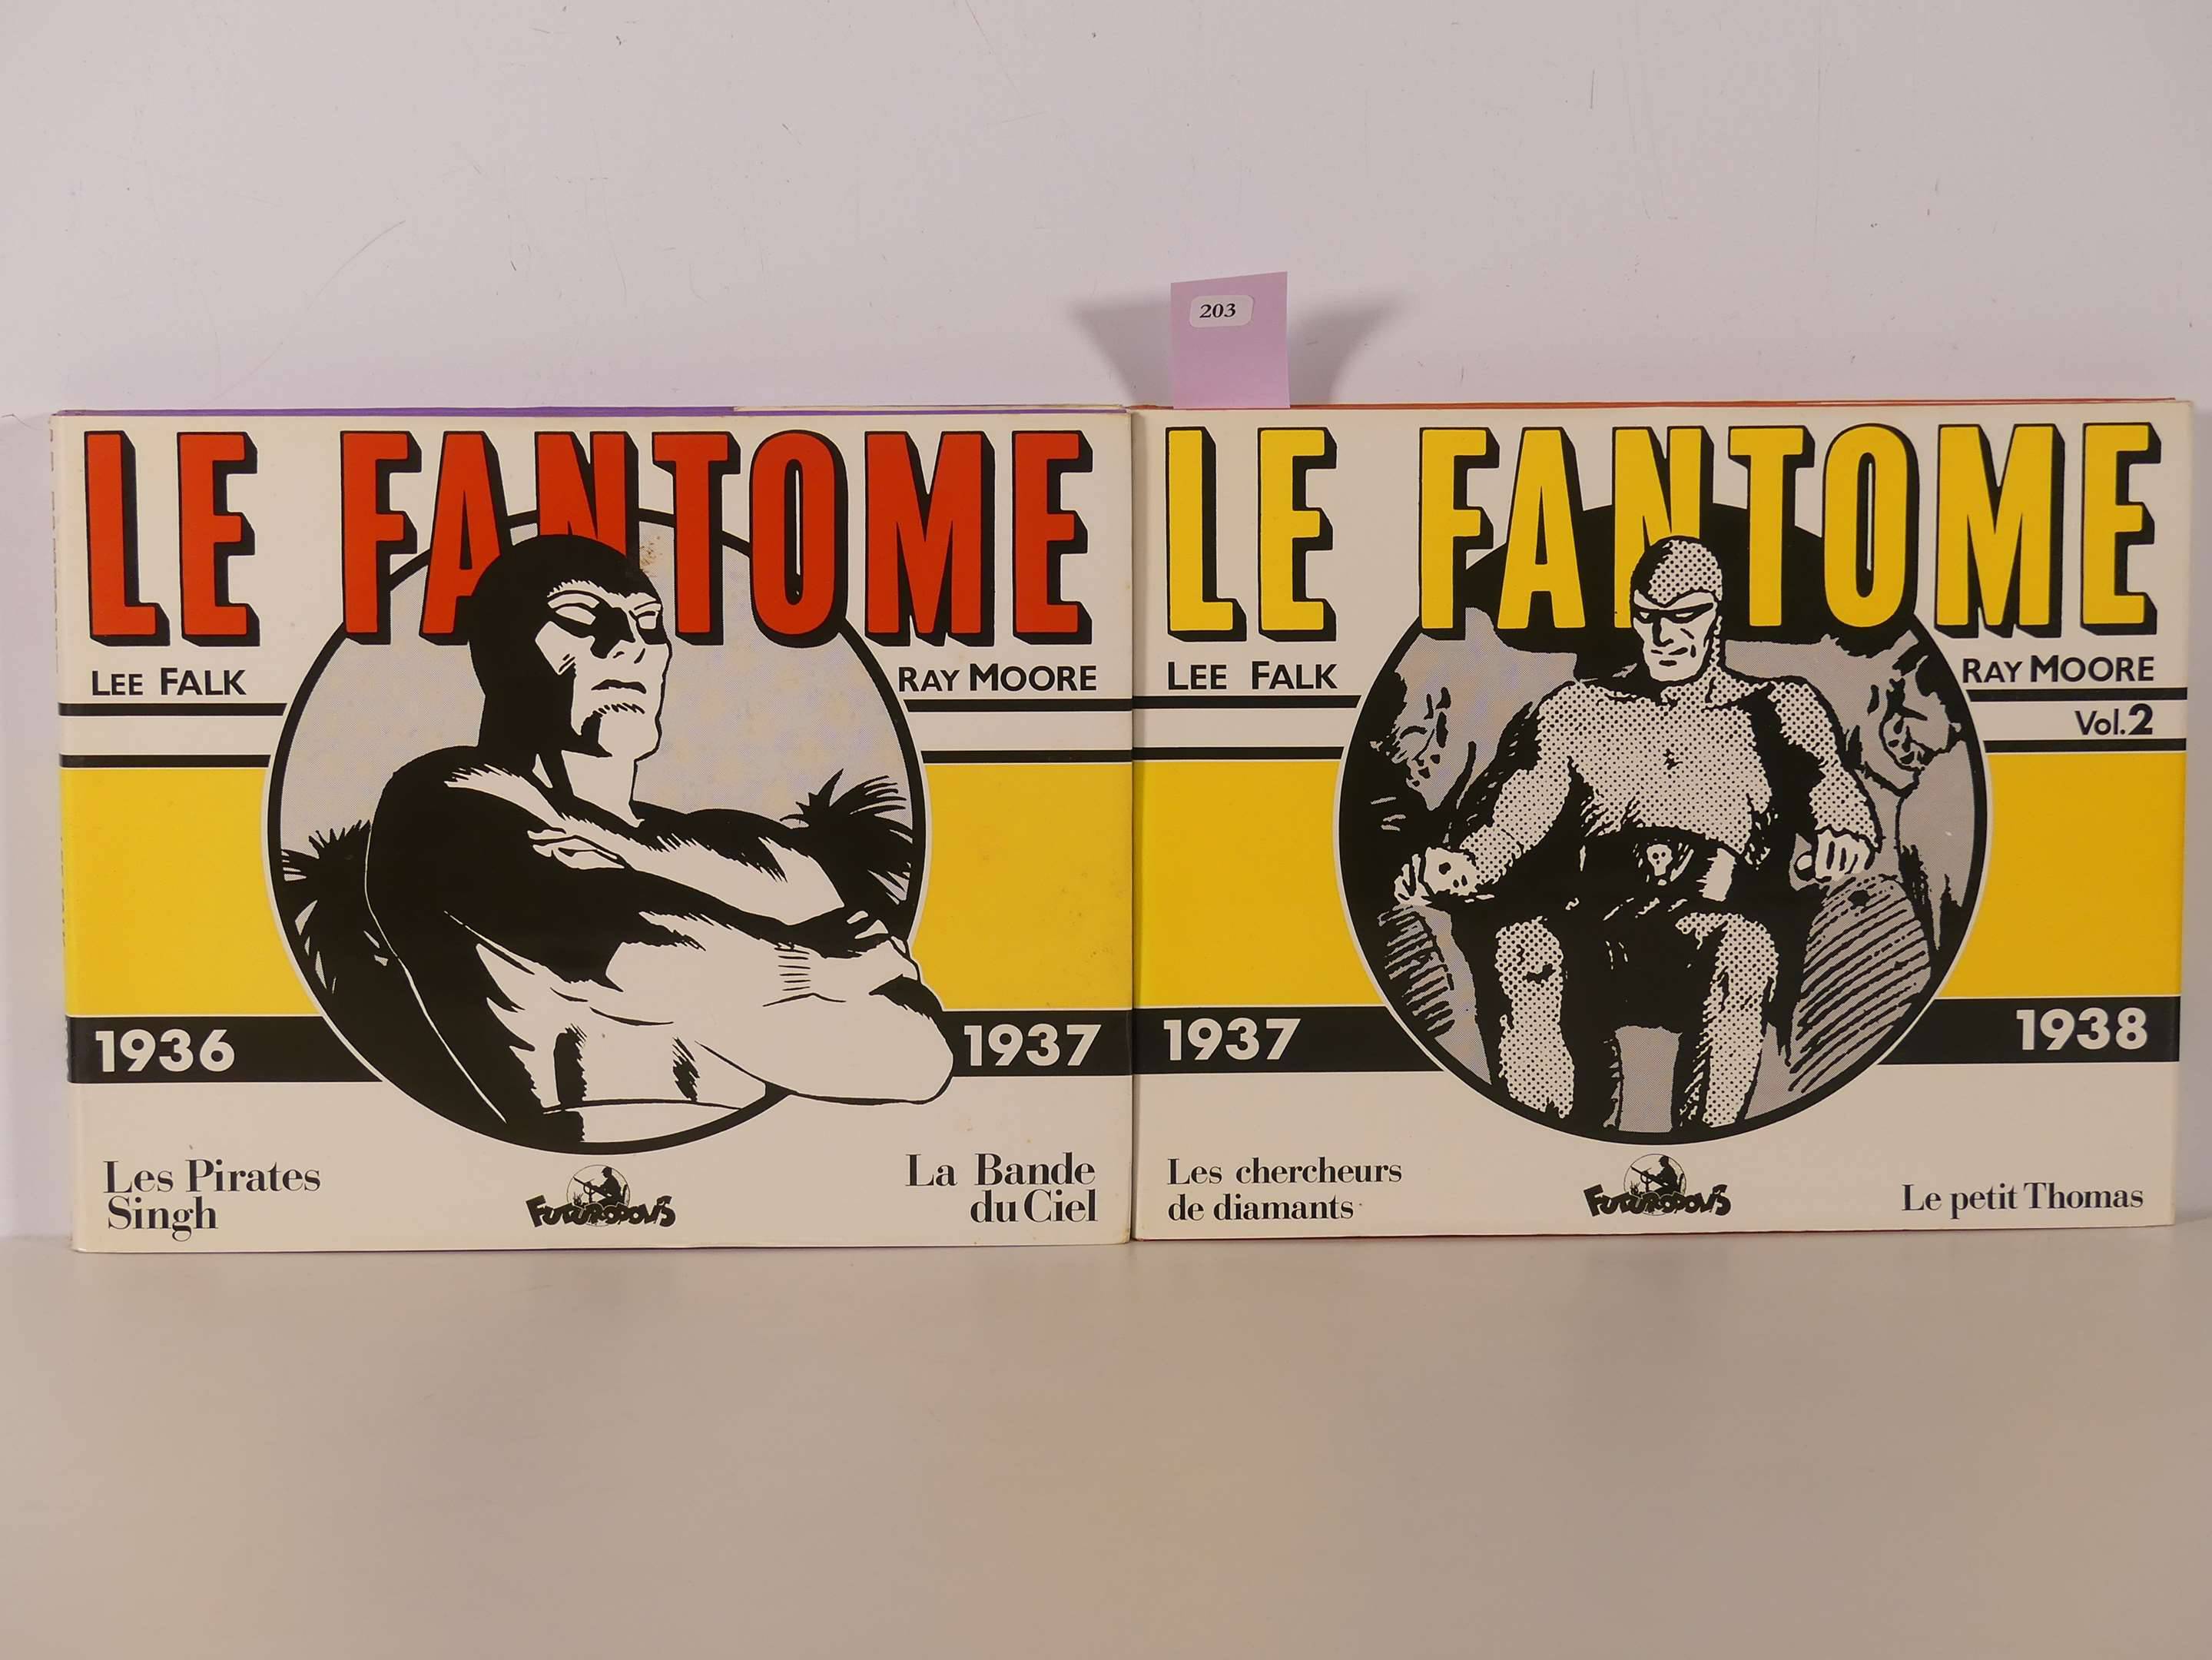 203
LE FANTOME
LEE FALK
RAY MOORE
1936
1937
Les Pirates
Singh
FUTUROPOLIS
La Bande
du Ciel
LE FANTOME
LEE FALK
RAY MOORE
Vol.2
1937
1938
Les chercheurs
de diamants
FUTUROPOLIS
Le petit Thomas